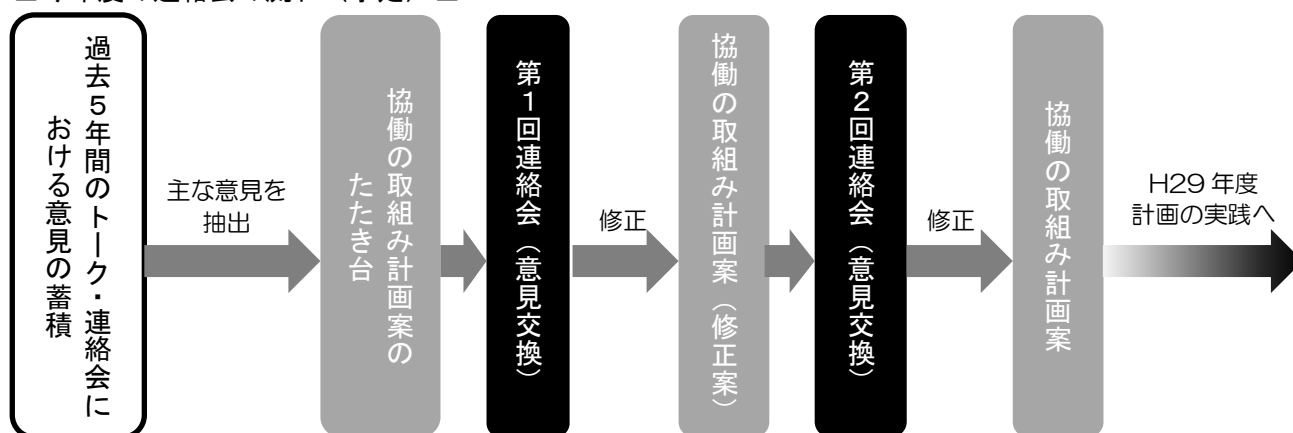 過去５年間のトーク・連絡会に
おける意見の蓄積
主な意見を
抽出
協働の取組み計画案の
たたき台
第１回連絡会（意見交換）
修正
協働の取組み計画案（修正案）
第２回連絡会（意見交換）
修正
協働の取組み計画案
H29 年度
計画の実践へ